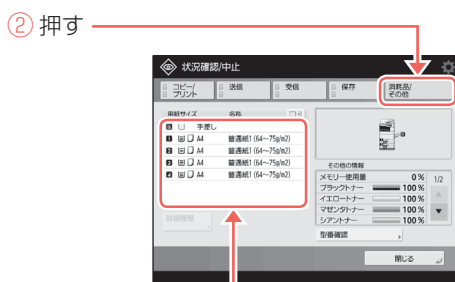 ② 押す
状況確認/中止
コピー/
プリント
送信
受信
保存
消耗品/
その他
用紙サイズ 名称
手差し
1 A4 普通紙1 (64〜75g/m2)
2 A4 普通紙1 (64〜75g/m2)
3 A4 普通紙1 (64〜75g/m2)
4 A4 普通紙1 (64〜75g/m2)
その他の情報
メモリー使用量 0% 1/2
ブラックトナー 100%
イエロートナー 100%
マゼンタトナー 100%
シアントナー 100%
詳細情報
型番確認
閉じる